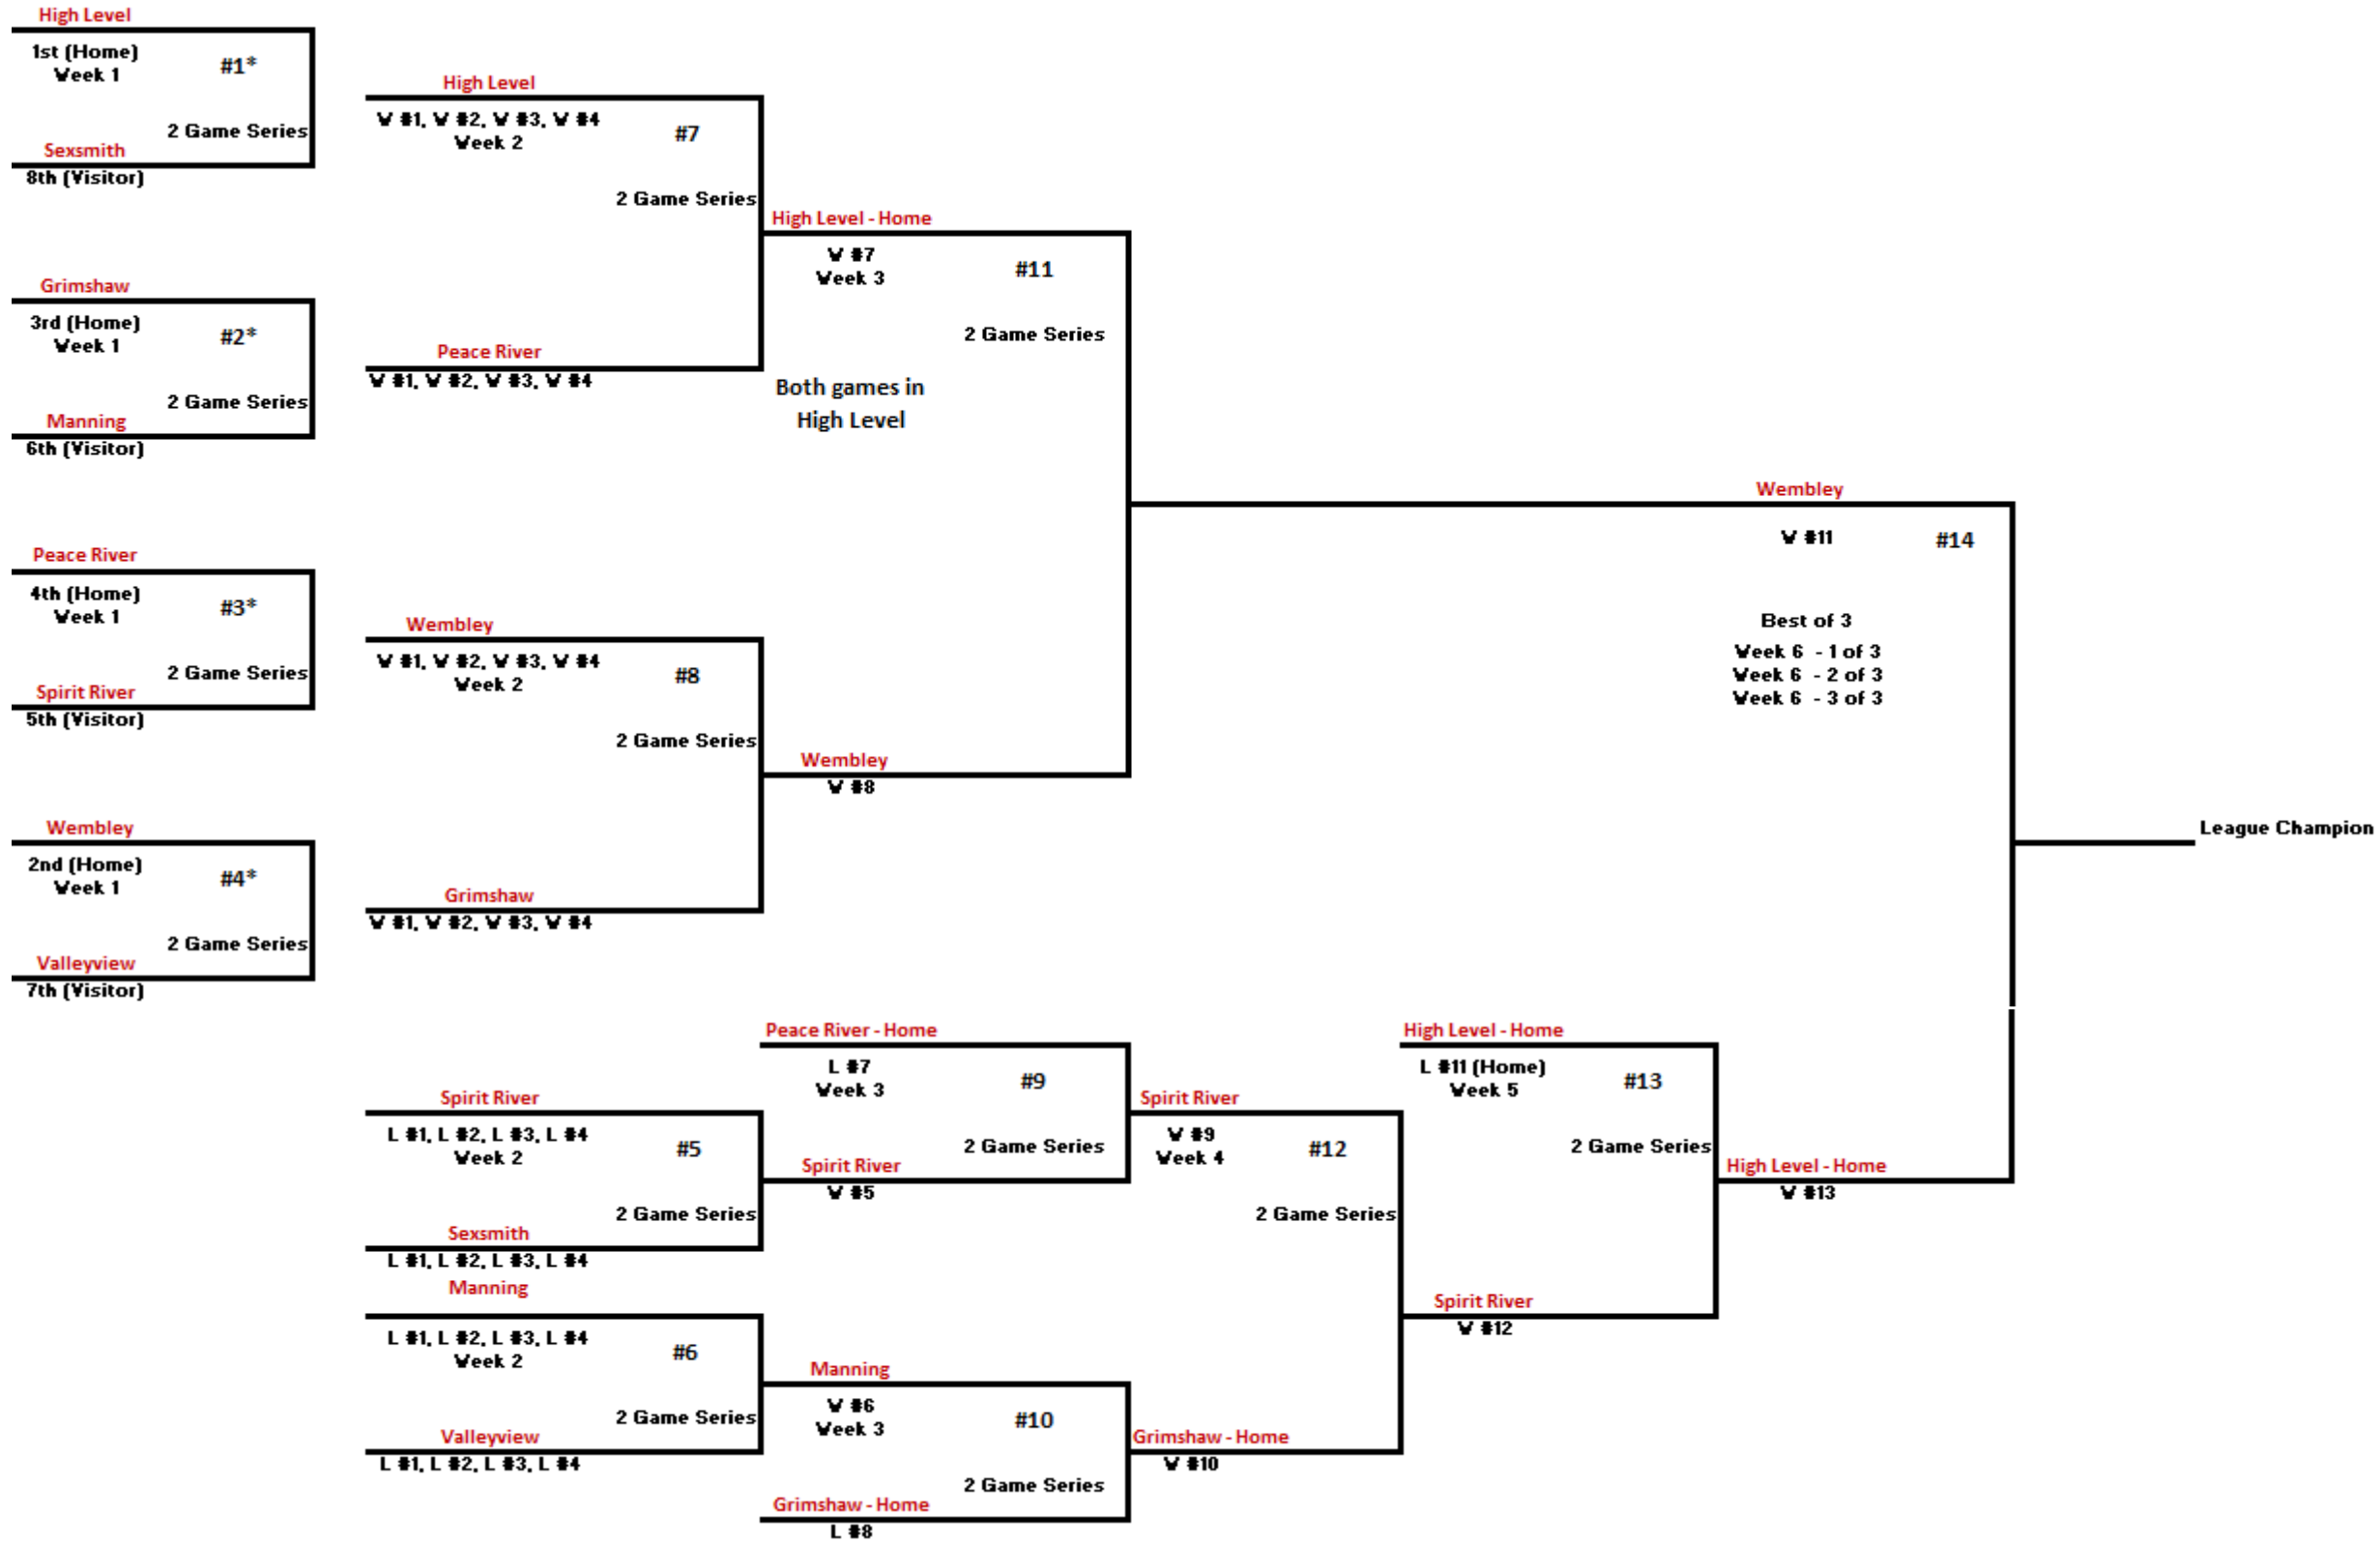 High Level
1st (Home)
Week 1
#1*
2 Game Series
Sexsmith
8th (Visitor)
Grimshaw
3rd (Home)
Week 1
#2*
2 Game Series
Manning
6th (Visitor)
Peace River
4th (Home)
Week 1
#3*
2 Game Series
Spirit River
5th (Visitor)
Wembley
2nd (Home)
Week 1
#4*
2 Game Series
Valleyview
7th (Visitor)
High Level
W #1, W #2, W #3, W #4
Week 2
#7
2 Game Series
Peace River
W #1, W #2, W #3, W #4
Wembley
W #1, W #2, W #3, W #4
Week 2
#8
2 Game Series
Grimshaw
W #1, W #2, W #3, W #4
Spirit River
L #1, L #2, L #3, L #4
Week 2
#5
2 Game Series
Sexsmith
L #1, L #2, L #3, L #4
Manning
L #1, L #2, L #3, L #4
Week 2
#6
2 Game Series
Valleyview
L #1, L #2, L #3, L #4
High Level - Home
W #7
Week 3
#11
2 Game Series
Both games in
High Level
Wembley
W #8
Peace River - Home
L #7
Week 3
#9
2 Game Series
Spirit River
W #5
Manning
W #6
Week 3
#10
2 Game Series
Grimshaw - Home
L #8
Spirit River
W #9
Week 4
#12
2 Game Series
Grimshaw - Home
W #10
High Level - Home
L #11 (Home)
Week 5
#13
2 Game Series
Spirit River
W #12
Wembley
W #11
#14
Best of 3
Week 6 - 1 of 3
Week 6 - 2 of 3
Week 6 - 3 of 3
High Level - Home
W #13
League Champion